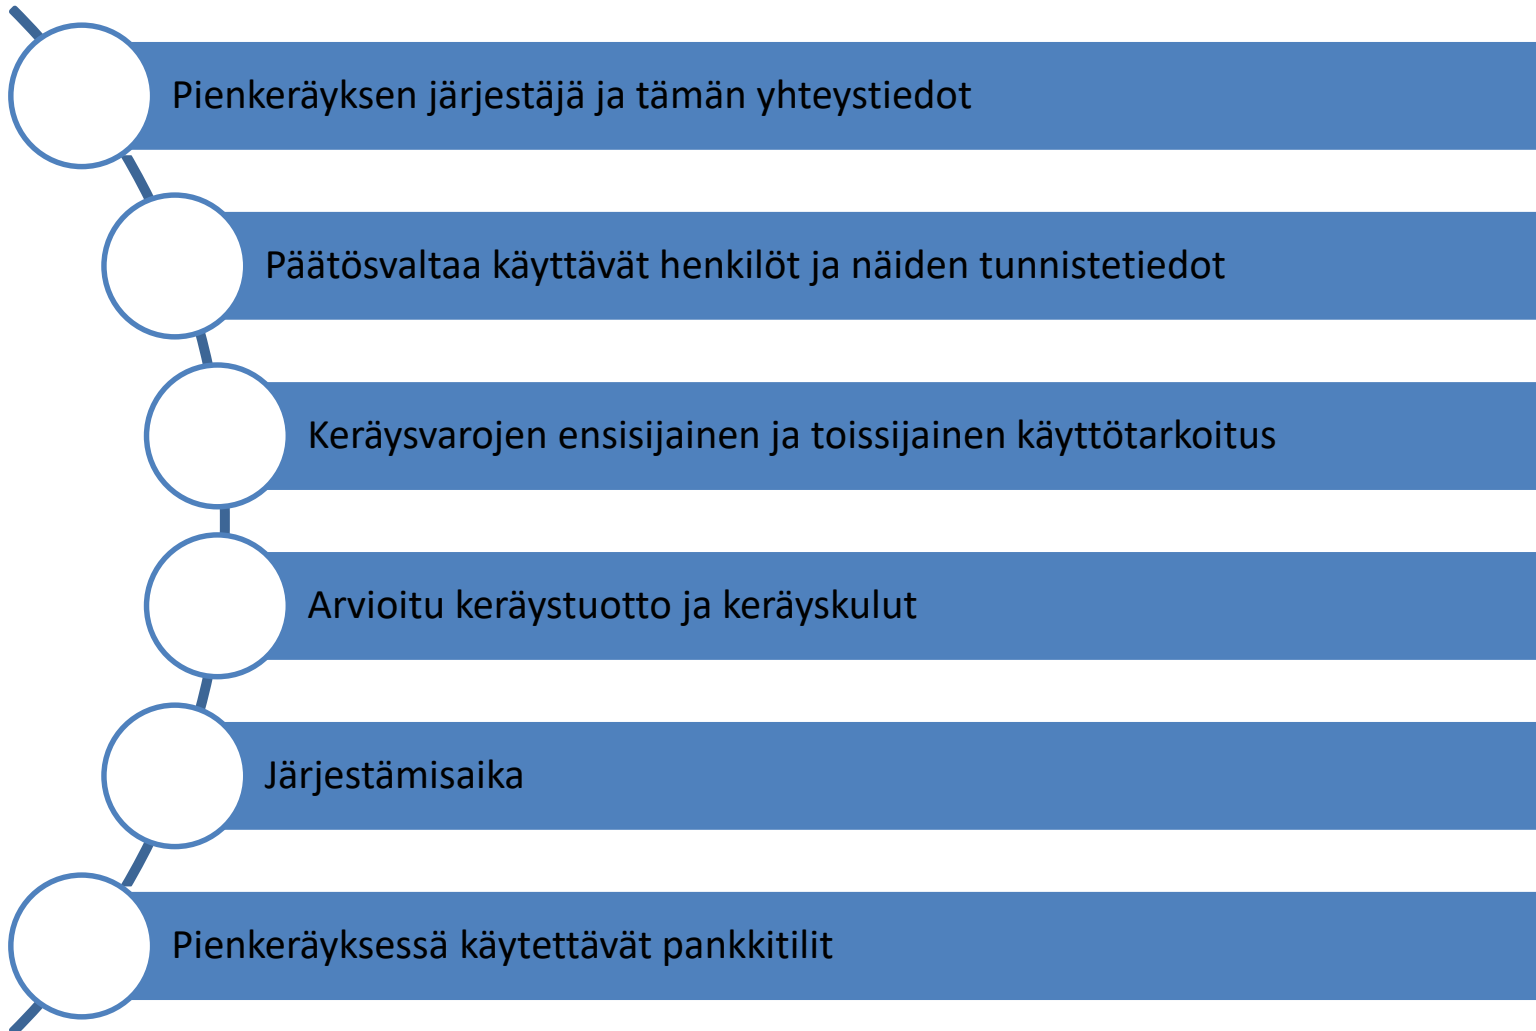 Pienkeräyksen järjestäjä ja tämän yhteystiedot
Päätösvaltaa käyttävät henkilöt ja näiden tunnistetiedot
Keräysvarojen ensisijainen ja toissijainen käyttötarkoitus
Arvioitu keräystuotto ja keräyskulut
Järjestämisaika
Pienkeräyksessä käytettävät pankkitilit